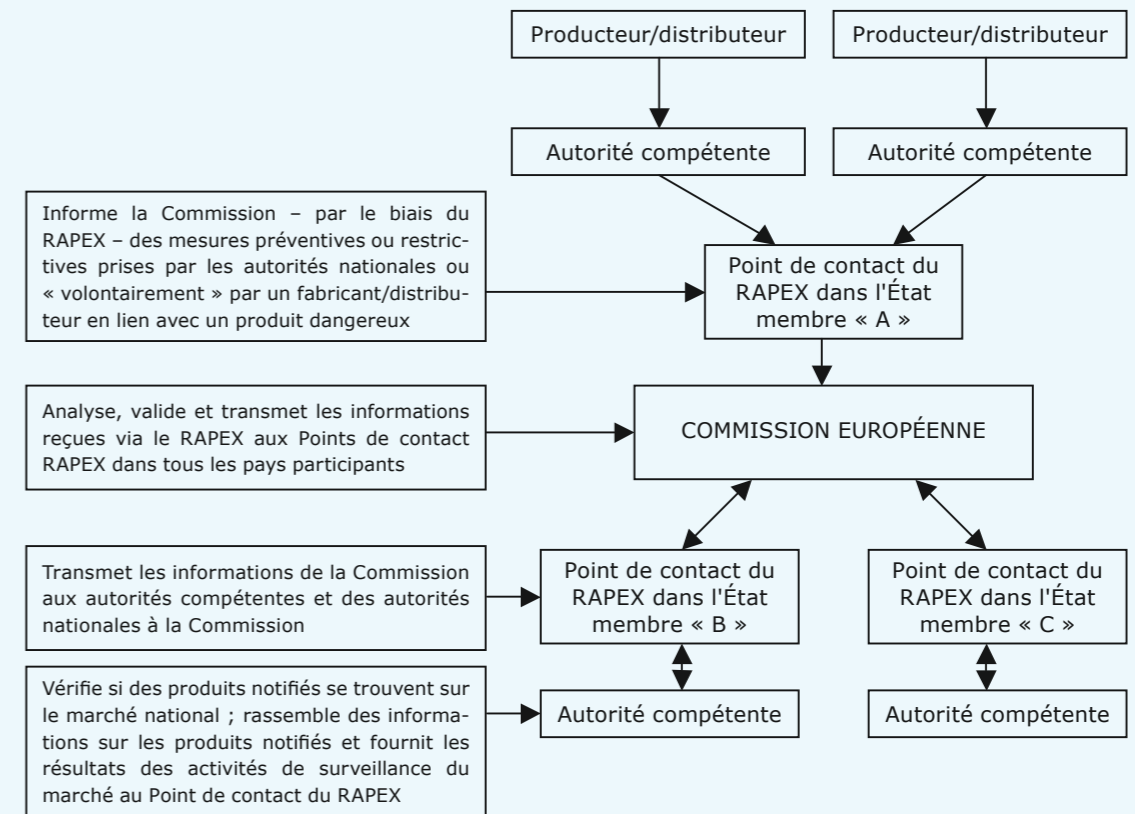 Producteur/distributeur
Producteur/distributeur
Autorité compétente
Autorité compétente
Informe la Commission – par le biais du
RAPEX – des mesures préventives ou restric-
tives prises par les autorités nationales ou
« volontairement » par un fabricant/distribu-
teur en lien avec un produit dangereux
Point de contact du
RAPEX dans l'État
membre « A »
Analyse, valide et transmet les informations
reçues via le RAPEX aux Points de contact
RAPEX dans tous les pays participants
COMMISSION EUROPÉENNE
Transmet les informations de la Commission
aux autorités compétentes et des autorités
nationales à la Commission
Point de contact du
RAPEX dans l'État
membre « B »
Point de contact du
RAPEX dans l'État
membre « C »
Vérifie si des produits notifiés se trouvent sur
le marché national ; rassemble des informa-
tions sur les produits notifiés et fournit les
résultats des activités de surveillance du
marché au Point de contact du RAPEX
Autorité compétente
Autorité compétente